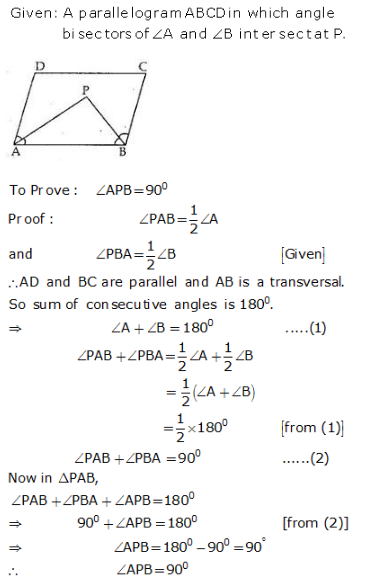 Given: A parallelogram ABCD in which angle
bisectors of ∠A and ∠B intersect at P.
D C
P
A B
To Prove : ∠APB=90⁰
Proof : ∠PAB=1/2∠A
and ∠PBA=1/2∠B [Given]
∴AD and BC are parallel and AB is a transversal.
So sum of consecutive angles is 180⁰.
⇒ ∠A+∠B = 180⁰ .....(1)
∠PAB+∠PBA=1/2∠A+1/2∠B
=1/2(∠A+∠B)
=1/2×180⁰ [from (1)]
∠PAB+∠PBA =90⁰ ......(2)
Now in ΔPAB,
∠PAB+∠PBA+∠APB=180⁰
⇒ 90⁰+∠APB=180⁰ [from (2)]
⇒ ∠APB=180⁰-90⁰=90°
∴ ∠APB=90⁰